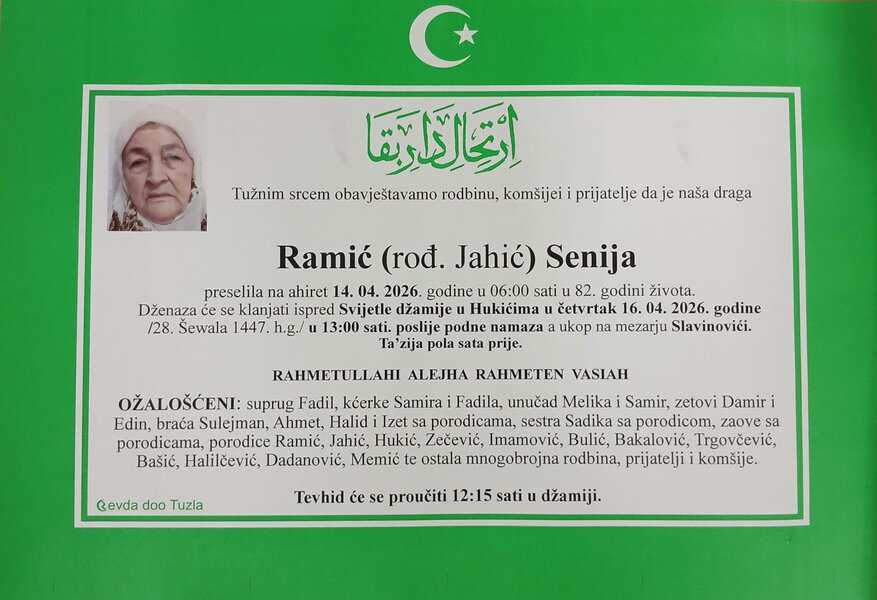 اِرْتِحَالِ دَارِ بَقَا
Tužnim srcem obavještavamo rodbinu, komšijei i prijatelje da je naša draga
Ramić (rođ. Jahić) Senija
preselila na ahiret 14. 04. 2026. godine u 06:00 sati u 82. godini života.
Dženaza će se klanjati ispred Svijetle džamije u Hukićima u četvrtak 16. 04. 2026. godine
/28. Šewala 1447. h.g./ u 13:00 sati. poslije podne namaza a ukop na mezarju Slavinovići.
Ta'zija pola sata prije.
RAHMETULLAHI ALEJHA RAHMETEN VASIAH
OŽALOŠĆENI: suprug Fadil, kćerke Samira i Fadila, unučad Melika i Samir, zetovi Damir i
Edin, braća Sulejman, Ahmet, Halid i Izet sa porodicama, sestra Sadika sa porodicom, zaove sa
porodicama, porodice Ramić, Jahić, Hukić, Zečević, Imamović, Bulić, Bakalović, Trgovčević,
Bašić, Halilčević, Dadanović, Memić te ostala mnogobrojna rodbina, prijatelji i komšije.
Tevhid će se proučiti 12:15 sati u džamiji.
evda doo Tuzla